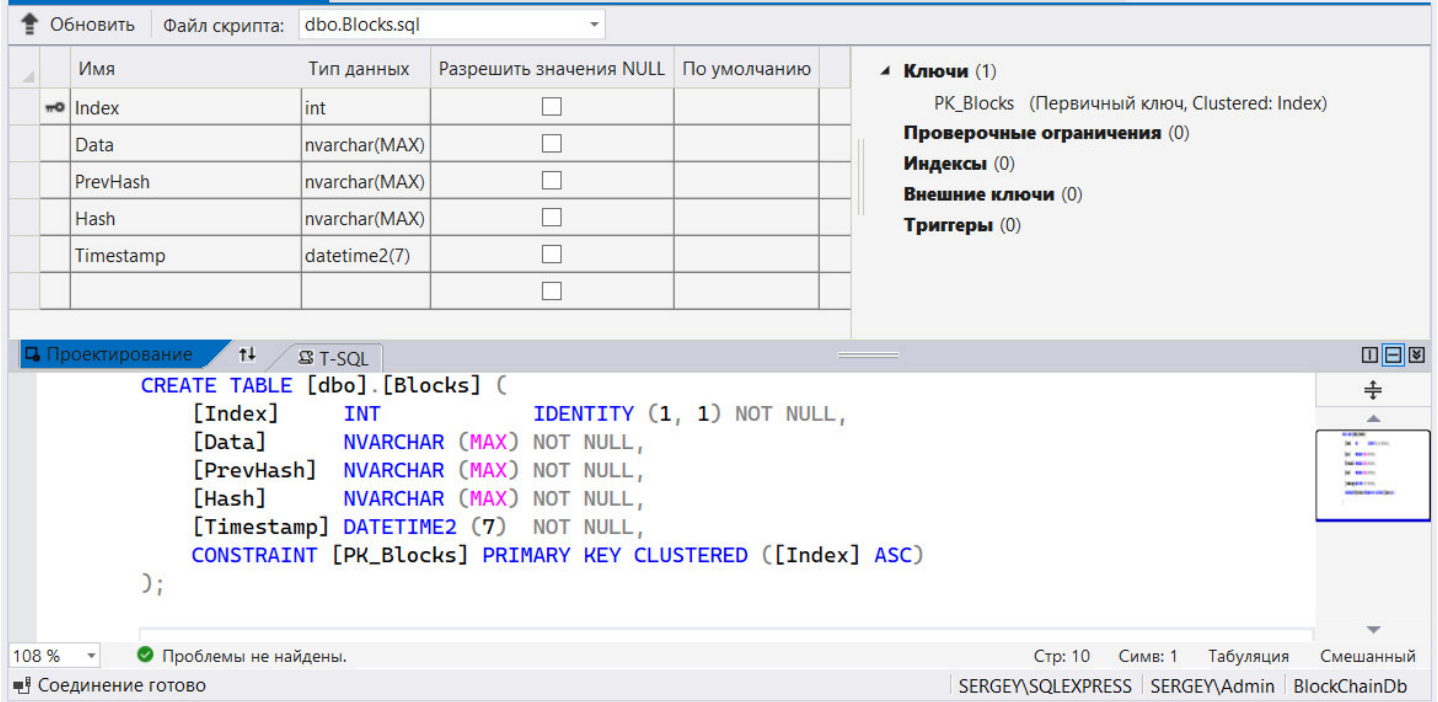 Обновить Файл скрипта: dbo.Blocks.sql
Имя Тип данных Разрешить значения NULL По умолчанию
Index int
Data nvarchar(MAX)
PrevHash nvarchar(MAX)
Hash nvarchar(MAX)
Timestamp datetime2(7)
Ключи (1)
PK_Blocks (Первичный ключ, Clustered: Index)
Проверочные ограничения (0)
Индексы (0)
Внешние ключи (0)
Триггеры (0)
Проектирование T-SQL
CREATE TABLE [dbo].[Blocks] (
[Index] INT IDENTITY (1, 1) NOT NULL,
[Data] NVARCHAR (MAX) NOT NULL,
[PrevHash] NVARCHAR (MAX) NOT NULL,
[Hash] NVARCHAR (MAX) NOT NULL,
[Timestamp] DATETIME2 (7) NOT NULL,
CONSTRAINT [PK_Blocks] PRIMARY KEY CLUSTERED ([Index] ASC)
);
108 % Проблемы не найдены. Стр: 10 Симв: 1 Табуляция Смешанный
Соединение готово SERGEY\SQLEXPRESS SERGEY\Admin BlockChainDb